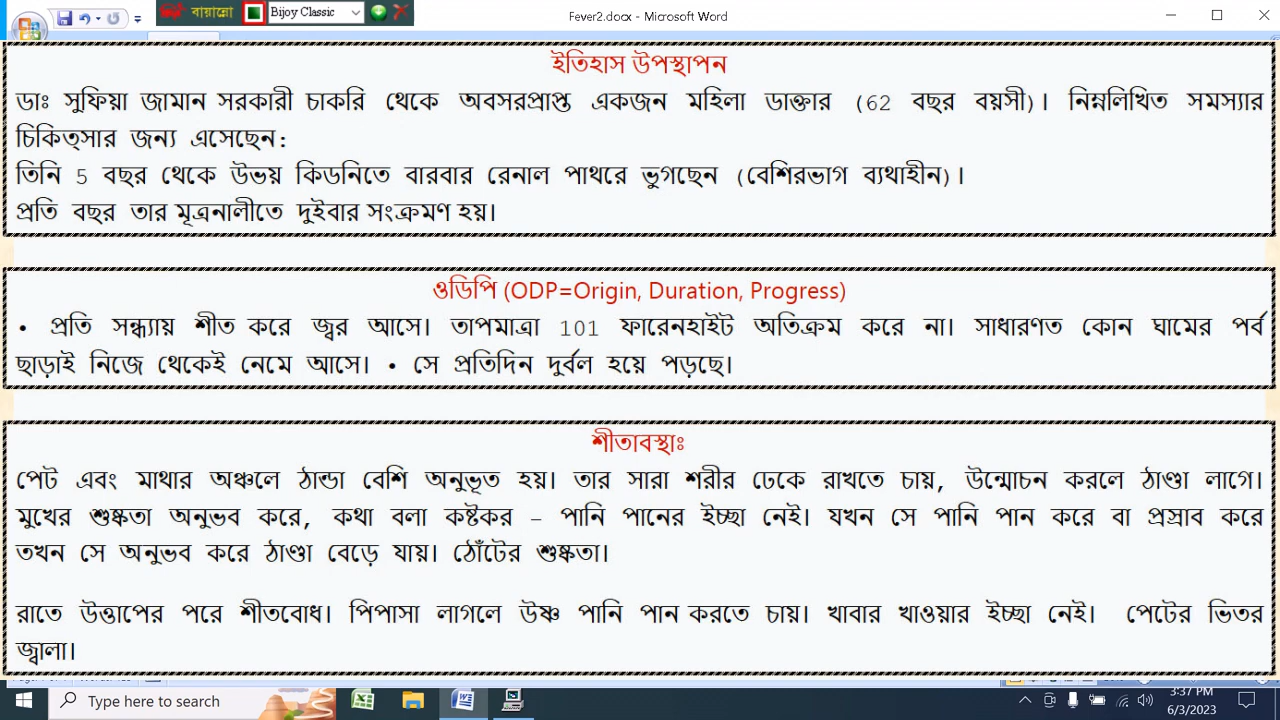 Fever2.docx - Microsoft Word
বায়ান্নো
Bijoy Classic
ইতিহাস উপস্থাপন
ডাঃ সুফিয়া জামান সরকারী চাকরি থেকে অবসরপ্রাপ্ত একজন মহিলা ডাক্তার (62 বছর বয়সী)। নিম্নলিখিত সমস্যার
চিকিত্সার জন্য এসেছেন:
তিনি 5 বছর থেকে উভয় কিডনিতে বারবার রেনাল পাথরে ভুগছেন (বেশিরভাগ ব্যথাহীন)।
প্রতি বছর তার মূত্রনালীতে দুইবার সংক্রমণ হয়।
ওডিপি (ODP=Origin, Duration, Progress)
• প্রতি সন্ধ্যায় শীত করে জ্বর আসে। তাপমাত্রা 101 ফারেনহাইট অতিক্রম করে না। সাধারণত কোন ঘামের পর্ব
ছাড়াই নিজে থেকেই নেমে আসে। • সে প্রতিদিন দুর্বল হয়ে পড়ছে।
শীতাবস্থাঃ
পেট এবং মাথার অঞ্চলে ঠান্ডা বেশি অনুভূত হয়। তার সারা শরীর ঢেকে রাখতে চায়, উন্মোচন করলে ঠাণ্ডা লাগে।
মুখের শুষ্কতা অনুভব করে, কথা বলা কষ্টকর – পানি পানের ইচ্ছা নেই। যখন সে পানি পান করে বা প্রস্রাব করে
তখন সে অনুভব করে ঠাণ্ডা বেড়ে যায়। ঠোঁটের শুষ্কতা।
রাতে উত্তাপের পরে শীতবোধ। পিপাসা লাগলে উষ্ণ পানি পান করতে চায়। খাবার খাওয়ার ইচ্ছা নেই। পেটের ভিতর
জ্বালা।
Type here to search
3:37 PM
6/3/2023